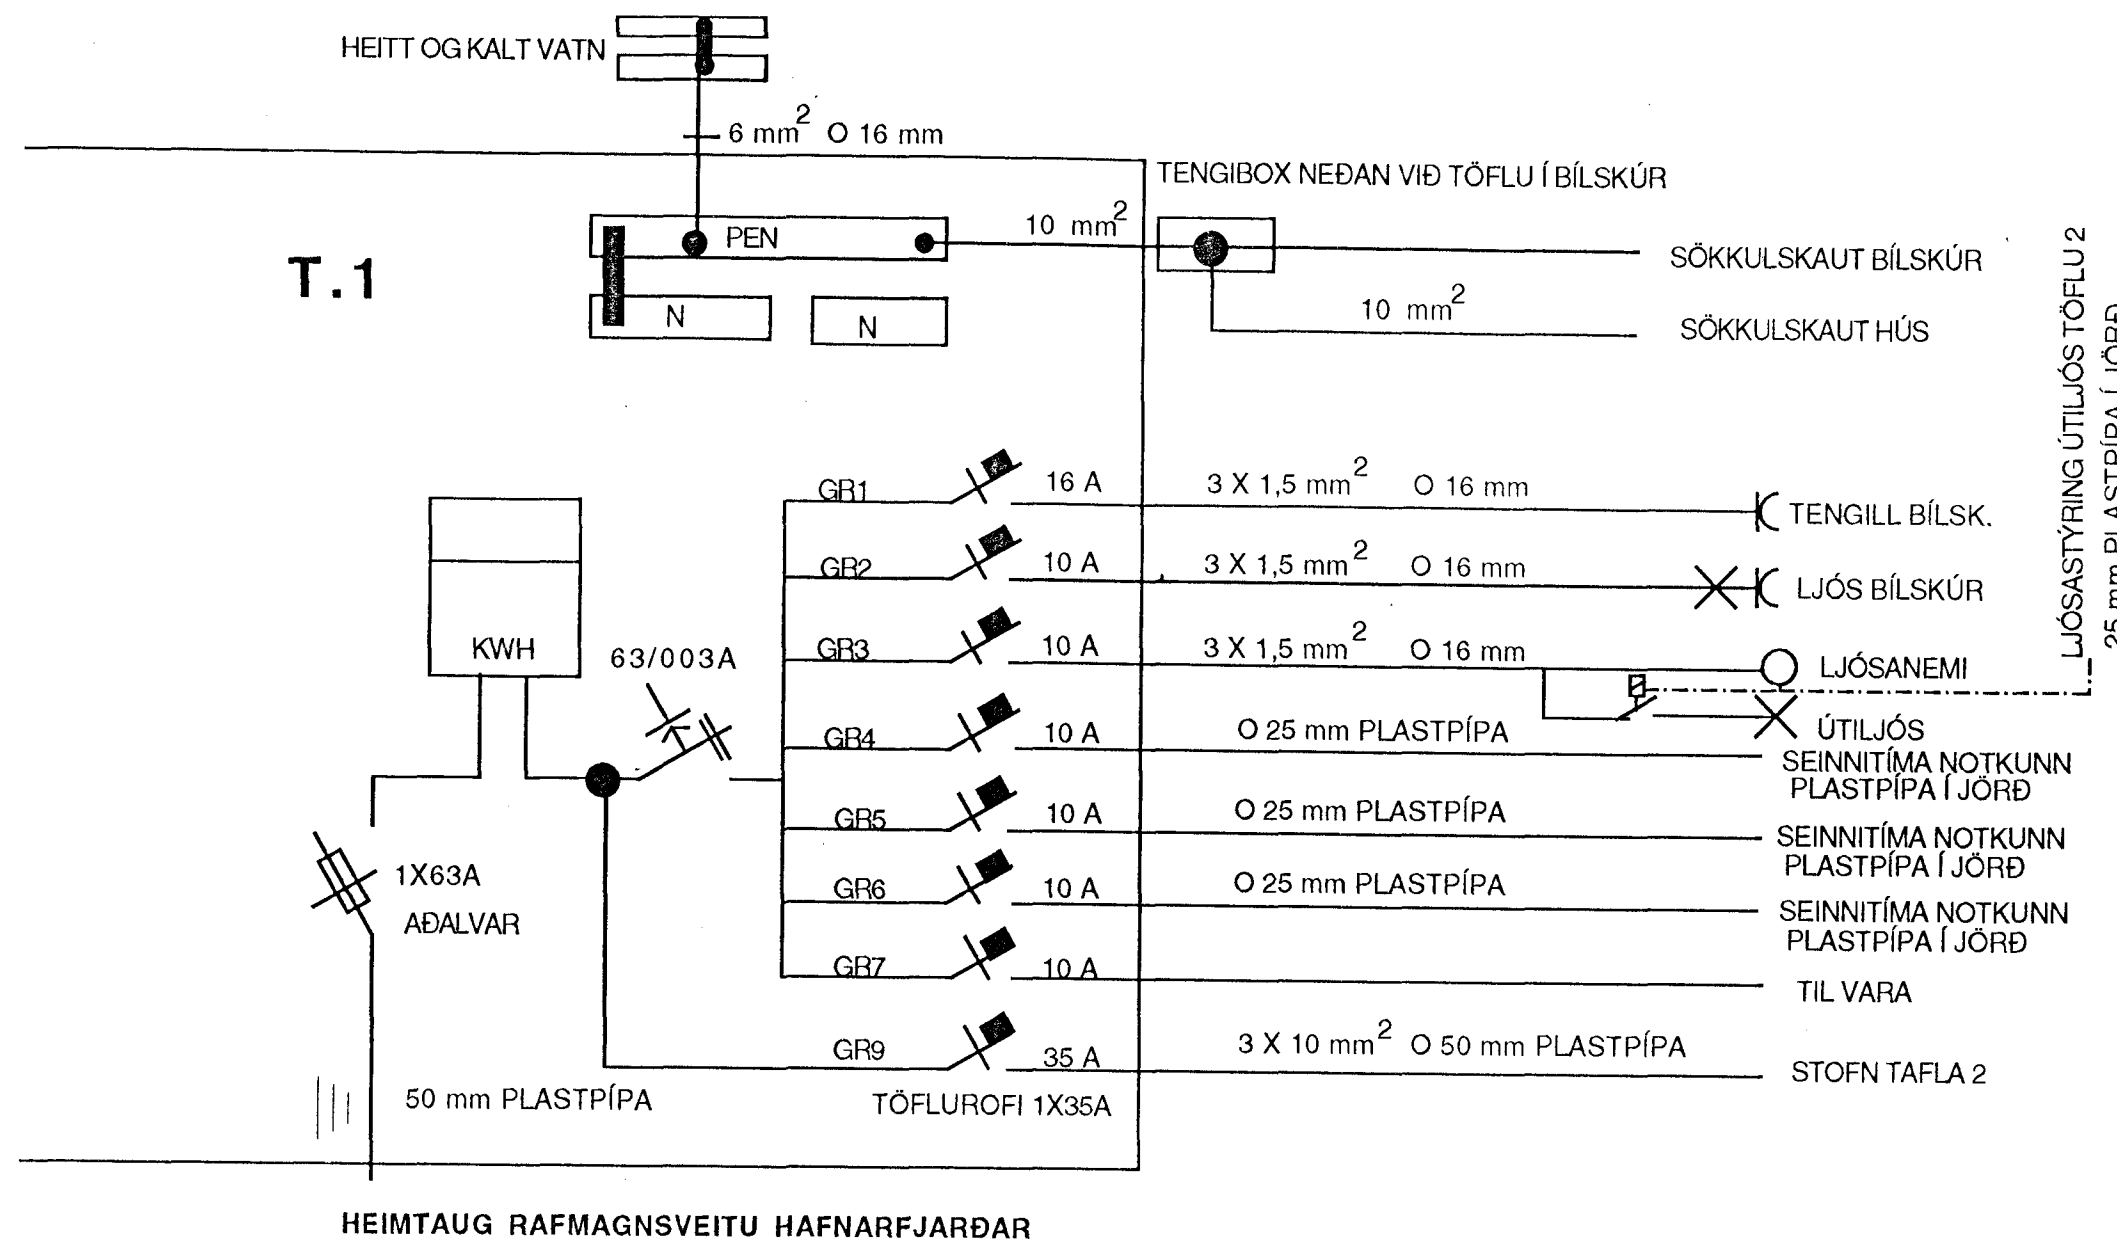 HEITT OG KALT VATN
6 mm² O 16 mm
TENGIBOX NEÐAN VIÐ TÖFLU Í BÍLSKÚR
T.1
PEN
10 mm²
SÖKKULSKAUT BÍLSKÚR
N
N
10 mm²
SÖKKULSKAUT HÚS
LJÓSASTÝRING ÚTILJÓS TÖFLU 2
25 mm PLASTPÍPA Í JÖRÐ
GR1 16 A 3 X 1,5 mm² O 16 mm TENGILL BÍLSK.
GR2 10 A 3 X 1,5 mm² O 16 mm LJÓS BÍLSKÚR
KWH
63/003A
GR3 10 A 3 X 1,5 mm² O 16 mm LJÓSANEMI
ÚTILJÓS
GR4 10 A O 25 mm PLASTPÍPA SEINNITÍMA NOTKUNN
PLASTPÍPA Í JÖRÐ
GR5 10 A O 25 mm PLASTPÍPA SEINNITÍMA NOTKUNN
PLASTPÍPA Í JÖRÐ
1X63A
AÐALVAR
GR6 10 A O 25 mm PLASTPÍPA SEINNITÍMA NOTKUNN
PLASTPÍPA Í JÖRÐ
GR7 10 A TIL VARA
GR9 35 A 3 X 10 mm² O 50 mm PLASTPÍPA STOFN TAFLA 2
50 mm PLASTPÍPA
TÖFLUROFI 1X35A
HEIMTAUG RAFMAGNSVEITU HAFNARFJARÐAR